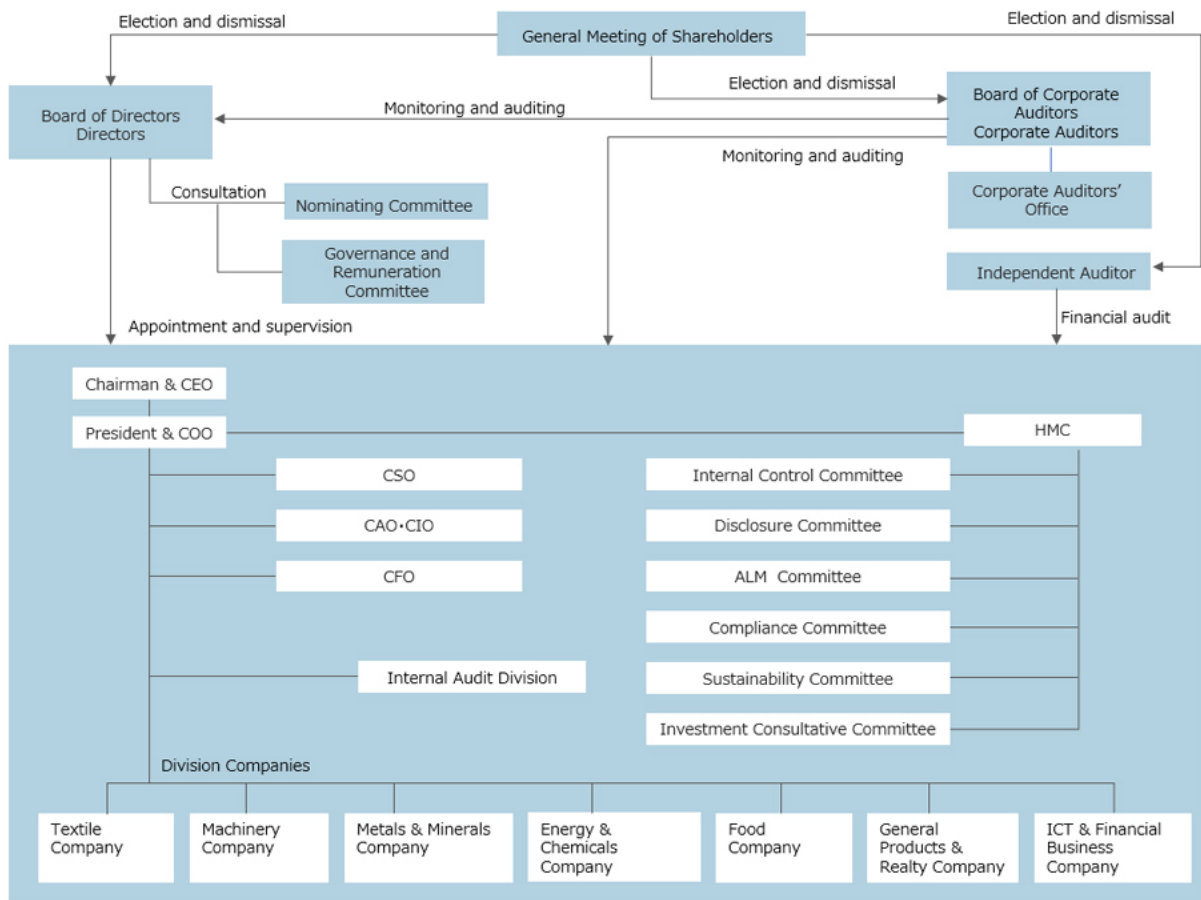 Election and dismissal
General Meeting of Shareholders
Election and dismissal
Election and dismissal
Board of Directors
Directors
Monitoring and auditing
Board of Corporate
Auditors
Corporate Auditors
Monitoring and auditing
Consultation
Nominating Committee
Corporate Auditors’
Office
Governance and
Remuneration
Committee
Independent Auditor
Appointment and supervision
Financial audit
Chairman & CEO
President & COO
HMC
CSO
Internal Control Committee
CAO・CIO
Disclosure Committee
CFO
ALM Committee
Compliance Committee
Internal Audit Division
Sustainability Committee
Investment Consultative Committee
Division Companies
Textile
Company
Machinery
Company
Metals & Minerals
Company
Energy &
Chemicals
Company
Food
Company
General
Products &
Realty Company
ICT & Financial
Business
Company